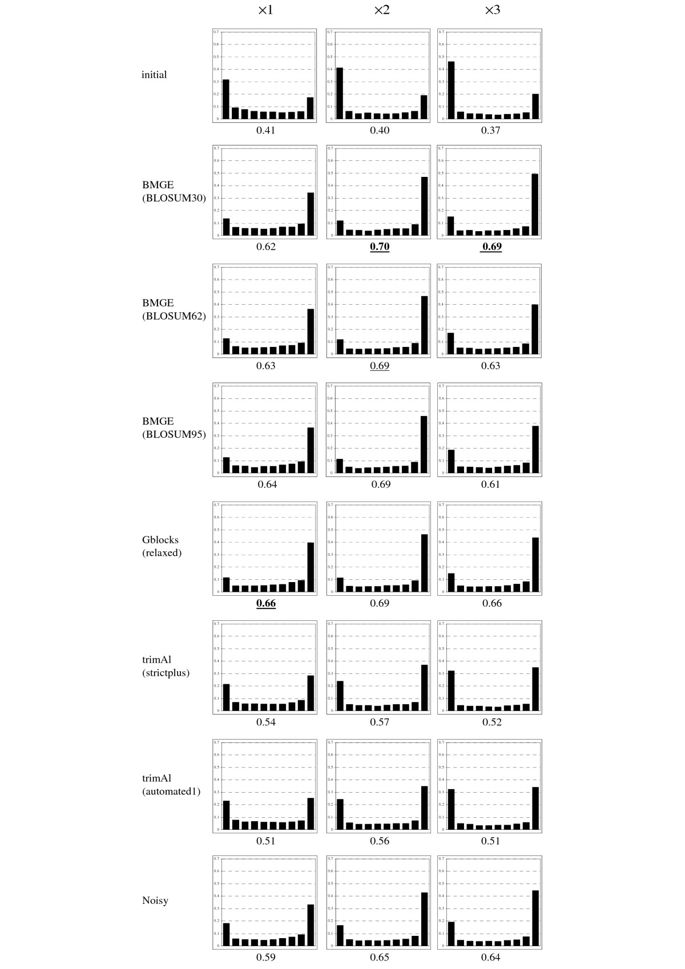 ×1 ×2 ×3
initial
0.41 0.40 0.37
BMGE
(BLOSUM30)
0.62 0.70 0.69
BMGE
(BLOSUM62)
0.63 0.69 0.63
BMGE
(BLOSUM95)
0.64 0.69 0.61
Gblocks
(relaxed)
0.66 0.69 0.66
trimAl
(strictplus)
0.54 0.57 0.52
trimAl
(automated1)
0.51 0.56 0.51
Noisy
0.59 0.65 0.64